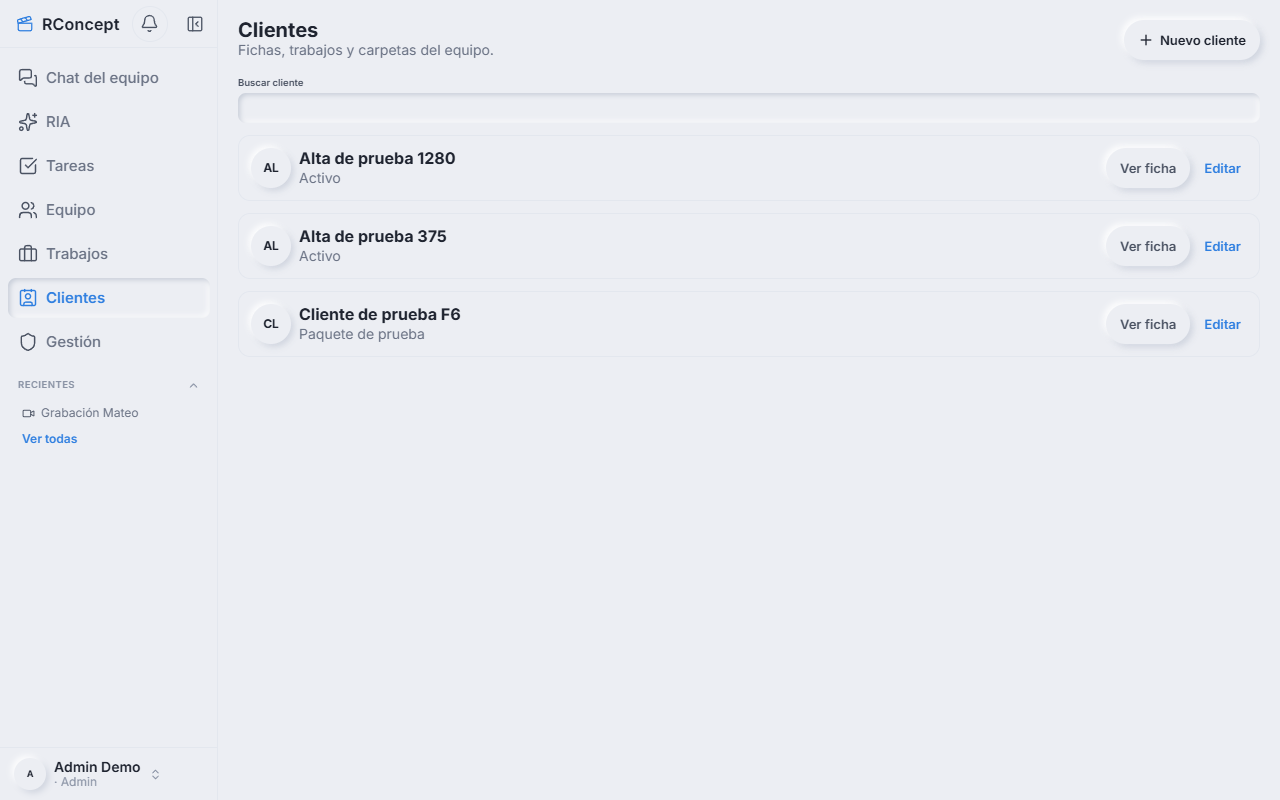 RConcept
Chat del equipo
RIA
Tareas
Equipo
Trabajos
Clientes
Gestión
RECIENTES
Grabación Mateo
Ver todas
A
Admin Demo
· Admin
Clientes
Fichas, trabajos y carpetas del equipo.
Nuevo cliente
Buscar cliente
AL
Alta de prueba 1280
Activo
Ver ficha
Editar
AL
Alta de prueba 375
Activo
Ver ficha
Editar
CL
Cliente de prueba F6
Paquete de prueba
Ver ficha
Editar